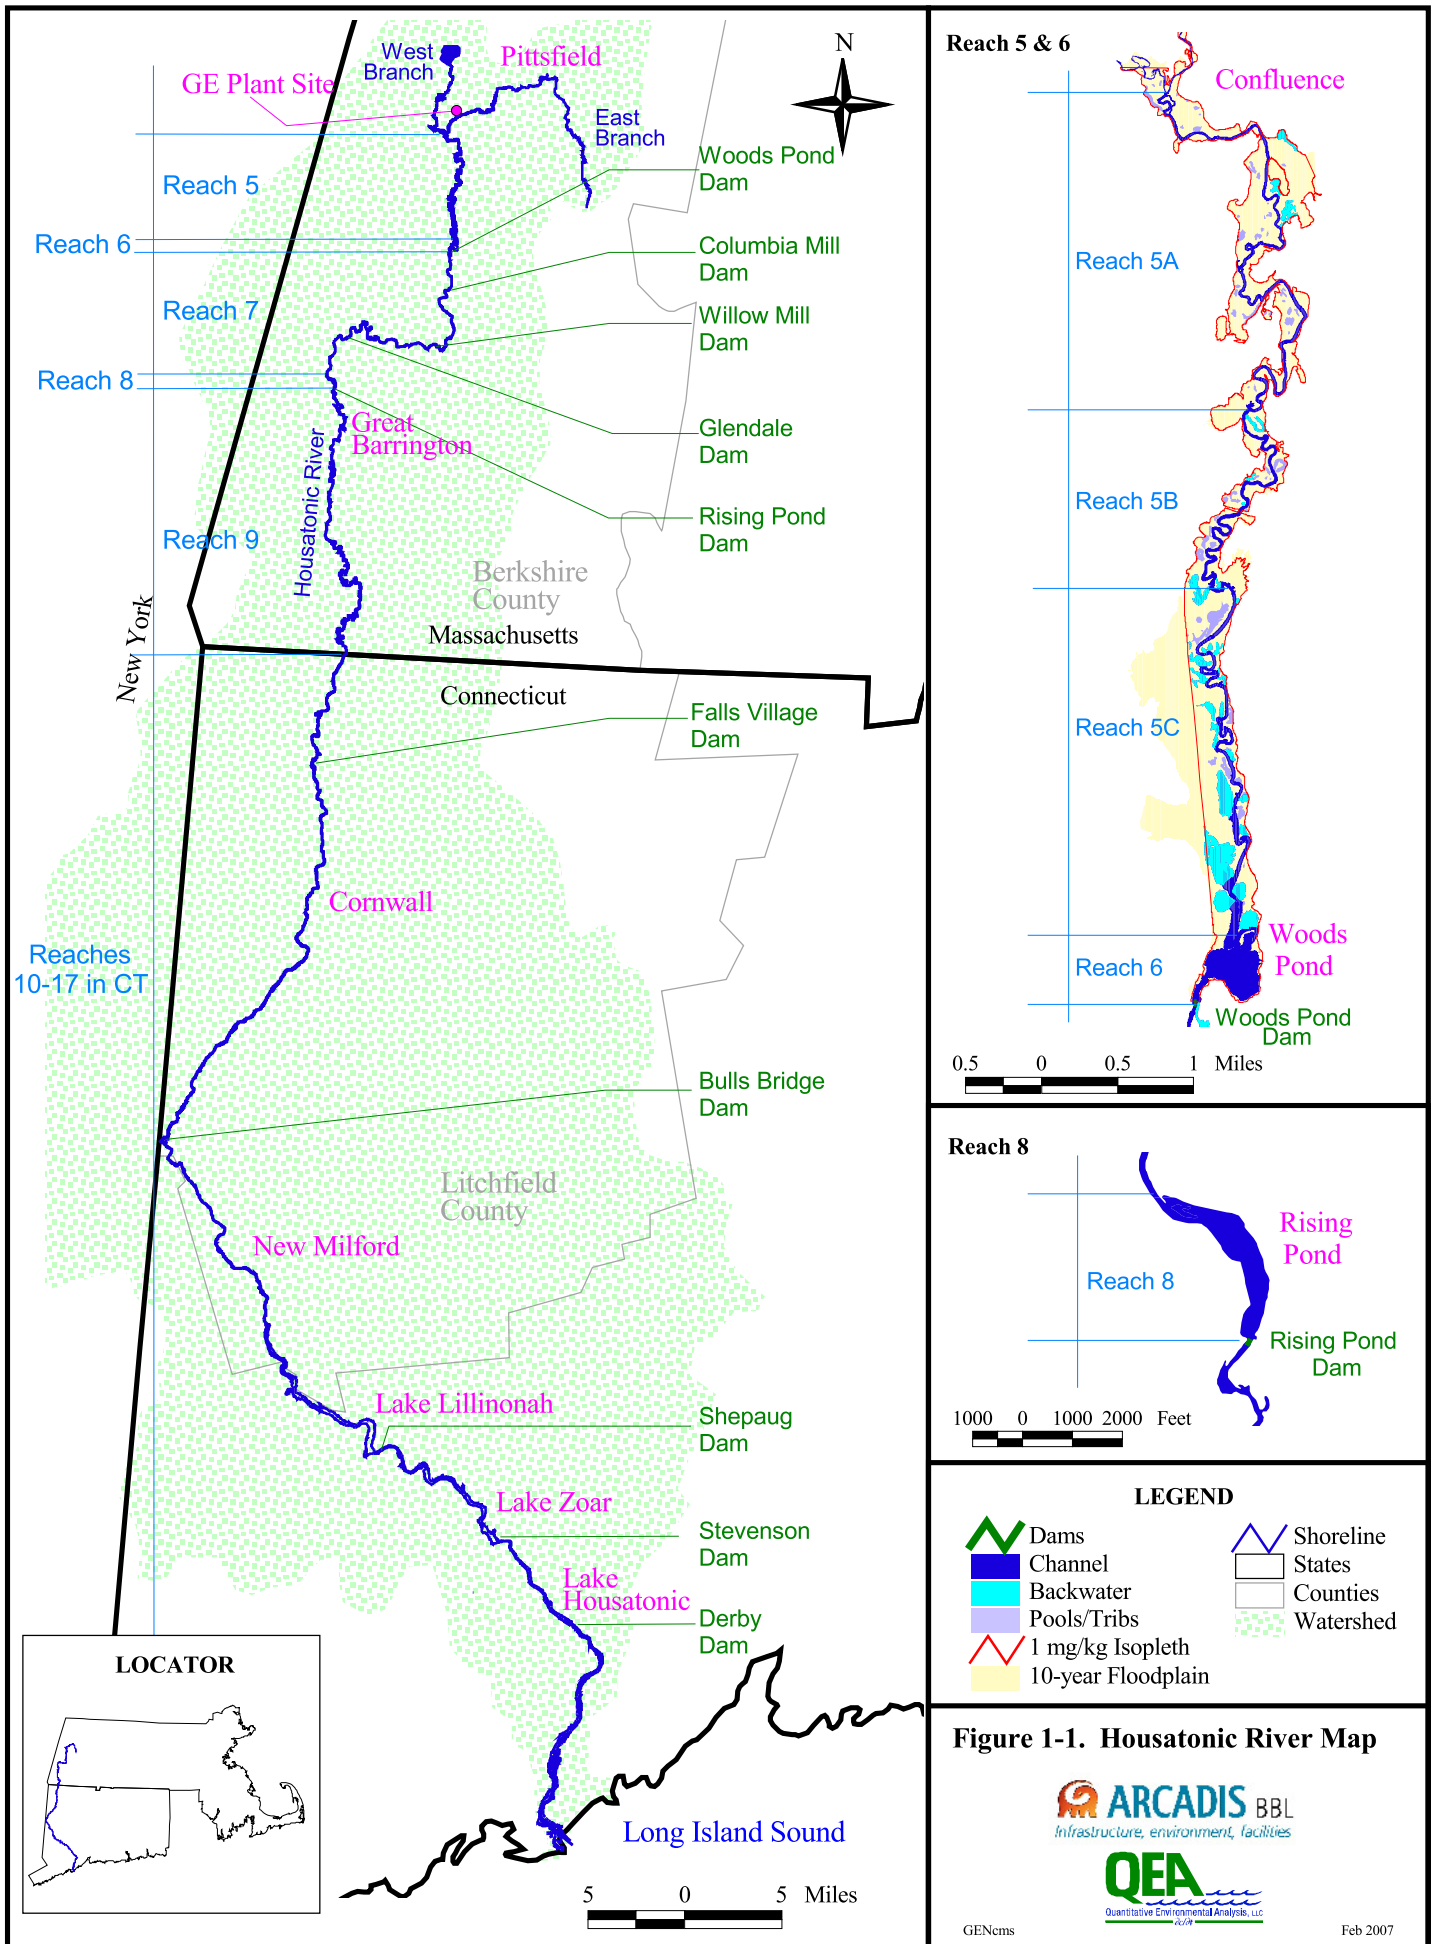 West
Branch
Pittsfield
N
GE Plant Site
East
Branch
Woods Pond
Dam
Reach 5
Reach 6
Columbia Mill
Dam
Reach 7
Willow Mill
Dam
Reach 8
Great
Barrington
Glendale
Dam
Housatonic River
Rising Pond
Dam
Reach 9
Berkshire
County
New York
Massachusetts
Connecticut
Falls Village
Dam
Cornwall
Reaches
10-17 in CT
Bulls Bridge
Dam
Litchfield
County
New Milford
Lake Lillinonah
Shepaug
Dam
Lake Zoar
Stevenson
Dam
Lake
Housatonic
Derby
Dam
LOCATOR
Long Island Sound
5 0 5 Miles
Reach 5 & 6
Confluence
Reach 5A
Reach 5B
Reach 5C
Woods
Pond
Reach 6
Woods Pond
Dam
0.5 0 0.5 1 Miles
Reach 8
Rising
Pond
Reach 8
Rising Pond
Dam
1000 0 1000 2000 Feet
LEGEND
Dams
Channel
Backwater
Pools/Tribs
1 mg/kg Isopleth
10-year Floodplain
Shoreline
States
Counties
Watershed
Figure 1-1. Housatonic River Map
ARCADIS BBL
Infrastructure, environment, facilities
QEA
Quantitative Environmental Analysis, LLC
∂c/∂t
GENcms
Feb 2007